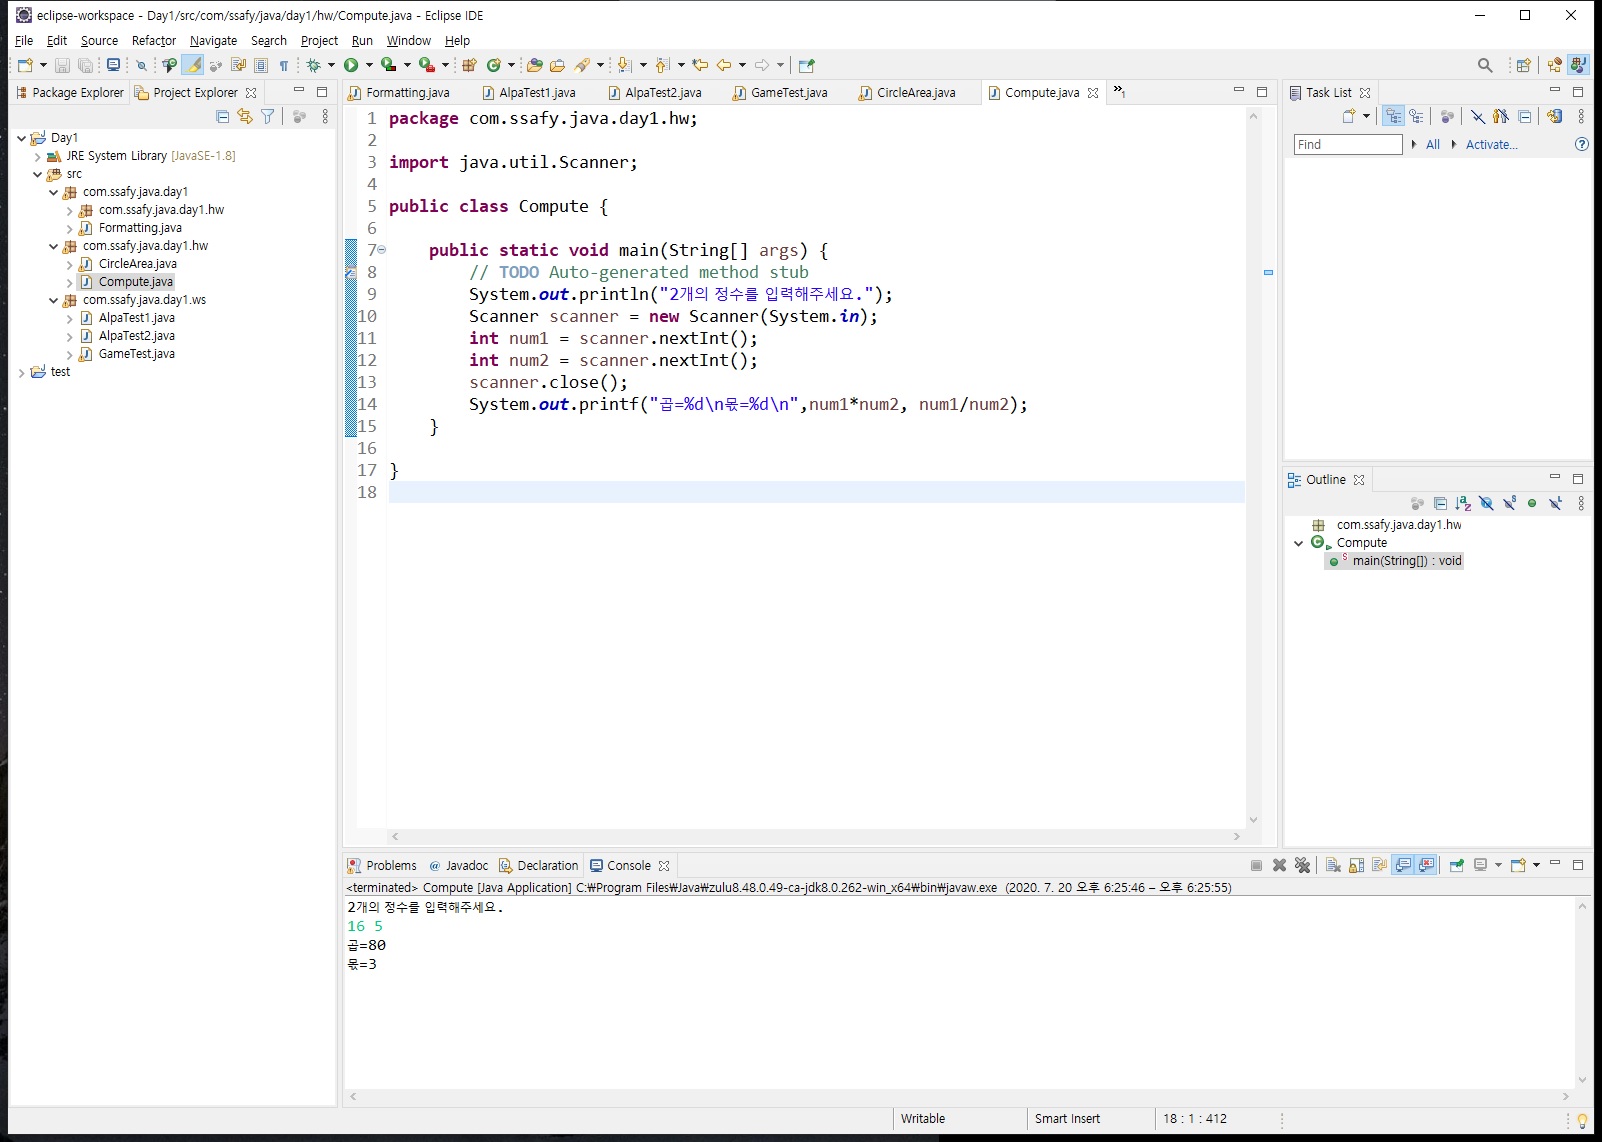 eclipse-workspace - Day1/src/com/ssafy/java/day1/hw/Compute.java - Eclipse IDE
File Edit Source Refactor Navigate Search Project Run Window Help
Package Explorer Project Explorer
Day1
JRE System Library [JavaSE-1.8]
src
com.ssafy.java.day1
com.ssafy.java.day1.hw
Formatting.java
com.ssafy.java.day1.hw
CircleArea.java
Compute.java
com.ssafy.java.day1.ws
AlpaTest1.java
AlpaTest2.java
GameTest.java
test
Formatting.java AlpaTest1.java AlpaTest2.java GameTest.java CircleArea.java Compute.java »1
1 package com.ssafy.java.day1.hw;
2
3 import java.util.Scanner;
4
5 public class Compute {
6
7 public static void main(String[] args) {
8 // TODO Auto-generated method stub
9 System.out.println("2개의 정수를 입력해주세요.");
10 Scanner scanner = new Scanner(System.in);
11 int num1 = scanner.nextInt();
12 int num2 = scanner.nextInt();
13 scanner.close();
14 System.out.printf("곱=%d\n몫=%d\n",num1*num2, num1/num2);
15 }
16
17 }
18
Task List
Find All Activate...
Outline
com.ssafy.java.day1.hw
Compute
main(String[]) : void
Problems @ Javadoc Declaration Console
<terminated> Compute [Java Application] C:₩Program Files₩Java₩zulu8.48.0.49-ca-jdk8.0.262-win_x64₩bin₩javaw.exe (2020. 7. 20 오후 6:25:46 – 오후 6:25:55)
2개의 정수를 입력해주세요.
16 5
곱=80
몫=3
Writable Smart Insert 18 : 1 : 412